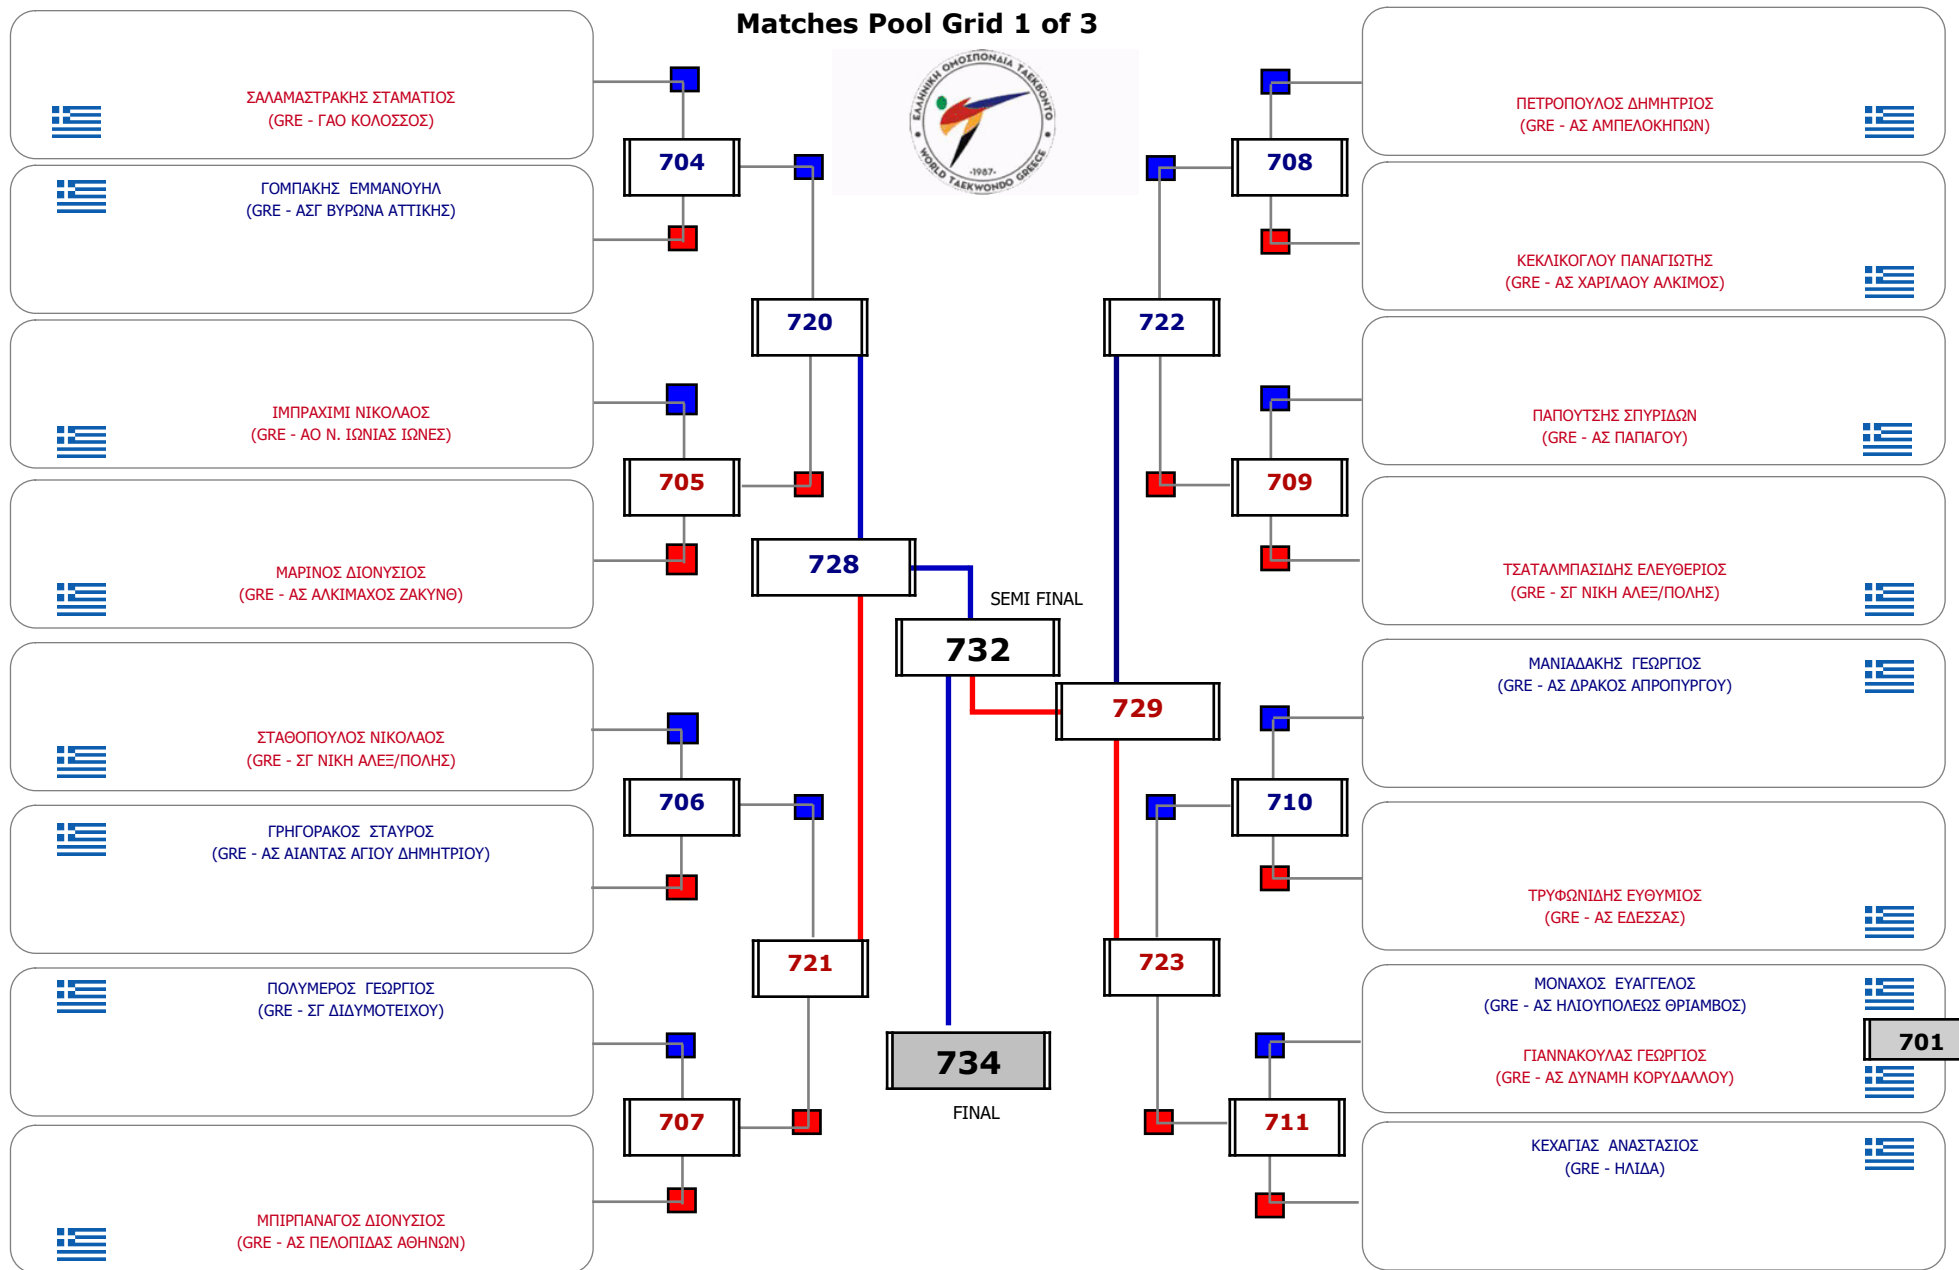 Matches Pool Grid 1 of 3
ΕΛΛΗΝΙΚΗ ΟΜΟΣΠΟΝΔΙΑ ΤΑΕΚΒΟΝΤΟ
-1987-
WORLD TAEKWONDO GREECE
ΣΑΛΑΜΑΣΤΡΑΚΗΣ ΣΤΑΜΑΤΙΟΣ
(GRE - ΓΑΟ ΚΟΛΟΣΣΟΣ)
704
ΓΟΜΠΑΚΗΣ  ΕΜΜΑΝΟΥΗΛ
(GRE - ΑΣΓ ΒΥΡΩΝΑ ΑΤΤΙΚΗΣ)
720
ΙΜΠΡΑΧΙΜΙ ΝΙΚΟΛΑΟΣ
(GRE - ΑΟ Ν. ΙΩΝΙΑΣ ΙΩΝΕΣ)
705
ΜΑΡΙΝΟΣ ΔΙΟΝΥΣΙΟΣ
(GRE - ΑΣ ΑΛΚΙΜΑΧΟΣ ΖΑΚΥΝΘ)
728
ΣΤΑΘΟΠΟΥΛΟΣ ΝΙΚΟΛΑΟΣ
(GRE - ΣΓ ΝΙΚΗ ΑΛΕΞ/ΠΟΛΗΣ)
706
ΓΡΗΓΟΡΑΚΟΣ  ΣΤΑΥΡΟΣ
(GRE - ΑΣ ΑΙΑΝΤΑΣ ΑΓΙΟΥ ΔΗΜΗΤΡΙΟΥ)
721
ΠΟΛΥΜΕΡΟΣ  ΓΕΩΡΓΙΟΣ
(GRE - ΣΓ ΔΙΔΥΜΟΤΕΙΧΟΥ)
707
ΜΠΙΡΠΑΝΑΓΟΣ ΔΙΟΝΥΣΙΟΣ
(GRE - ΑΣ ΠΕΛΟΠΙΔΑΣ ΑΘΗΝΩΝ)
SEMI FINAL
732
734
FINAL
ΠΕΤΡΟΠΟΥΛΟΣ ΔΗΜΗΤΡΙΟΣ
(GRE - ΑΣ ΑΜΠΕΛΟΚΗΠΩΝ)
708
ΚΕΚΛΙΚΟΓΛΟΥ ΠΑΝΑΓΙΩΤΗΣ
(GRE - ΑΣ ΧΑΡΙΛΑΟΥ ΑΛΚΙΜΟΣ)
722
ΠΑΠΟΥΤΣΗΣ ΣΠΥΡΙΔΩΝ
(GRE - ΑΣ ΠΑΠΑΓΟΥ)
709
ΤΣΑΤΑΛΜΠΑΣΙΔΗΣ ΕΛΕΥΘΕΡΙΟΣ
(GRE - ΣΓ ΝΙΚΗ ΑΛΕΞ/ΠΟΛΗΣ)
729
ΜΑΝΙΑΔΑΚΗΣ  ΓΕΩΡΓΙΟΣ
(GRE - ΑΣ ΔΡΑΚΟΣ ΑΠΡΟΠΥΡΓΟΥ)
710
ΤΡΥΦΩΝΙΔΗΣ ΕΥΘΥΜΙΟΣ
(GRE - ΑΣ ΕΔΕΣΣΑΣ)
723
ΜΟΝΑΧΟΣ  ΕΥΑΓΓΕΛΟΣ
(GRE - ΑΣ ΗΛΙΟΥΠΟΛΕΩΣ ΘΡΙΑΜΒΟΣ)
701
ΓΙΑΝΝΑΚΟΥΛΑΣ ΓΕΩΡΓΙΟΣ
(GRE - ΑΣ ΔΥΝΑΜΗ ΚΟΡΥΔΑΛΛΟΥ)
711
ΚΕΧΑΓΙΑΣ  ΑΝΑΣΤΑΣΙΟΣ
(GRE - ΗΛΙΔΑ)